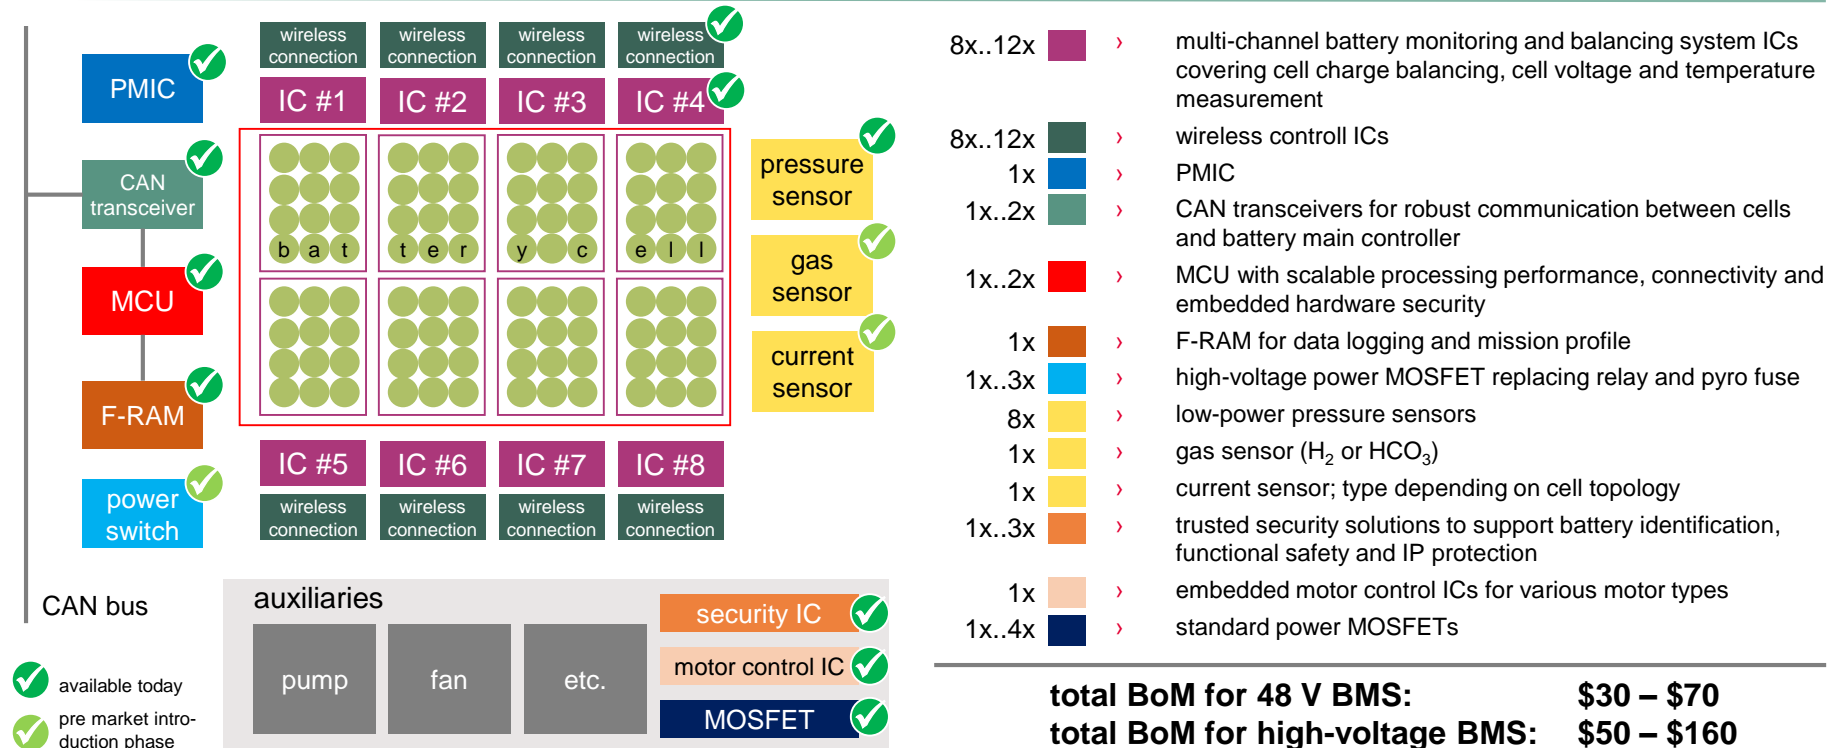 wireless
connection
wireless
connection
wireless
connection
wireless
connection
PMIC
IC #1
IC #2
IC #3
IC #4
CAN
transceiver
MCU
F-RAM
power
switch
b a t
t e r
y c
e l l
pressure
sensor
gas
sensor
current
sensor
IC #5
IC #6
IC #7
IC #8
wireless
connection
wireless
connection
wireless
connection
wireless
connection
CAN bus
auxiliaries
pump
fan
etc.
security IC
motor control IC
MOSFET
available today
pre market intro-
duction phase
8x..12x › multi-channel battery monitoring and balancing system ICs
covering cell charge balancing, cell voltage and temperature
measurement
8x..12x › wireless controll ICs
1x › PMIC
1x..2x › CAN transceivers for robust communication between cells
and battery main controller
1x..2x › MCU with scalable processing performance, connectivity and
embedded hardware security
1x › F-RAM for data logging and mission profile
1x..3x › high-voltage power MOSFET replacing relay and pyro fuse
8x › low-power pressure sensors
1x › gas sensor (H₂ or HCO₃)
1x › current sensor; type depending on cell topology
1x..3x › trusted security solutions to support battery identification,
functional safety and IP protection
1x › embedded motor control ICs for various motor types
1x..4x › standard power MOSFETs
total BoM for 48 V BMS: $30 – $70
total BoM for high-voltage BMS: $50 – $160